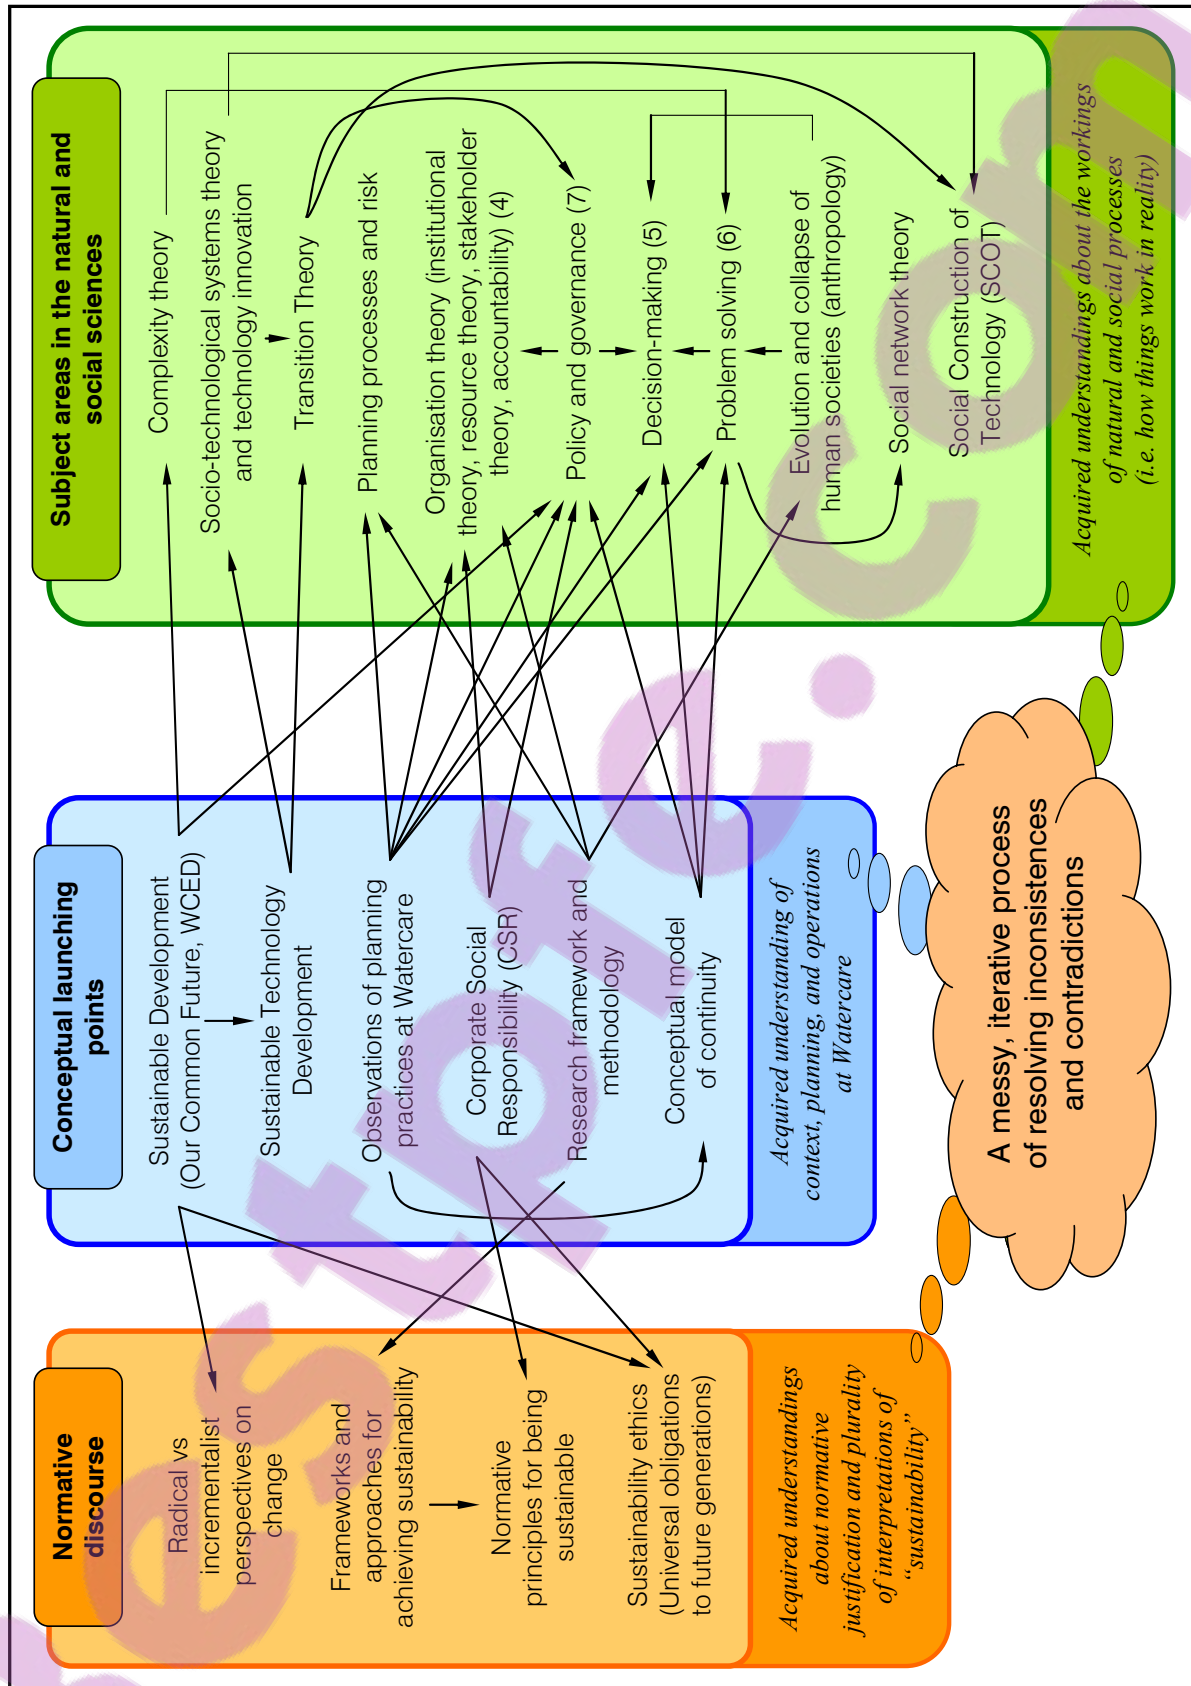 Normative
discourse
Radical vs
incrementalist
perspectives on
change
Frameworks and
approaches for
achieving sustainability
Normative
principles for being
sustainable
Sustainability ethics
(Universal obligations
to future generations)
Acquired understandings
about normative
justification and plurality
of interpretations of
“sustainability”
Conceptual launching
points
Sustainable Development
(Our Common Future, WCED)
Sustainable Technology
Development
Observations of planning
practices at Watercare
Corporate Social
Responsibility (CSR)
Research framework and
methodology
Conceptual model
of continuity
Acquired understanding of
context, planning, and operations
at Watercare
Subject areas in the natural and
social sciences
Complexity theory
Socio-technological systems theory
and technology innovation
Transition Theory
Planning processes and risk
Organisation theory (institutional
theory, resource theory, stakeholder
theory, accountability) (4)
Policy and governance (7)
Decision-making (5)
Problem solving (6)
Evolution and collapse of
human societies (anthropology)
Social network theory
Social Construction of
Technology (SCOT)
Acquired understandings about the workings
of natural and social processes
(i.e. how things work in reality)
A messy, iterative process
of resolving inconsistences
and contradictions
estpfe.com